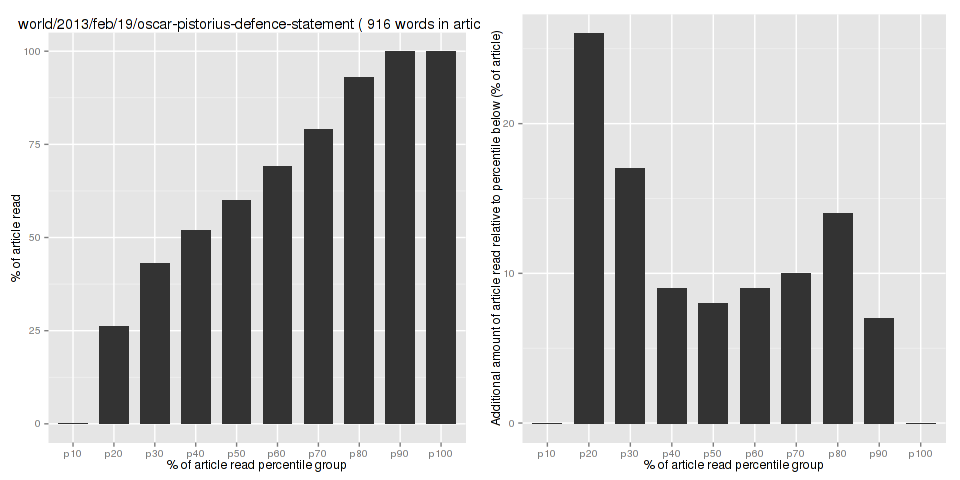 world/2013/feb/19/oscar-pistorius-defence-statement ( 916 words in artic
% of article read
100
75
50
25
0
p10 p20 p30 p40 p50 p60 p70 p80 p90 p100
% of article read percentile group
Additional amount of article read relative to percentile below (% of article)
20
10
0
p10 p20 p30 p40 p50 p60 p70 p80 p90 p100
% of article read percentile group